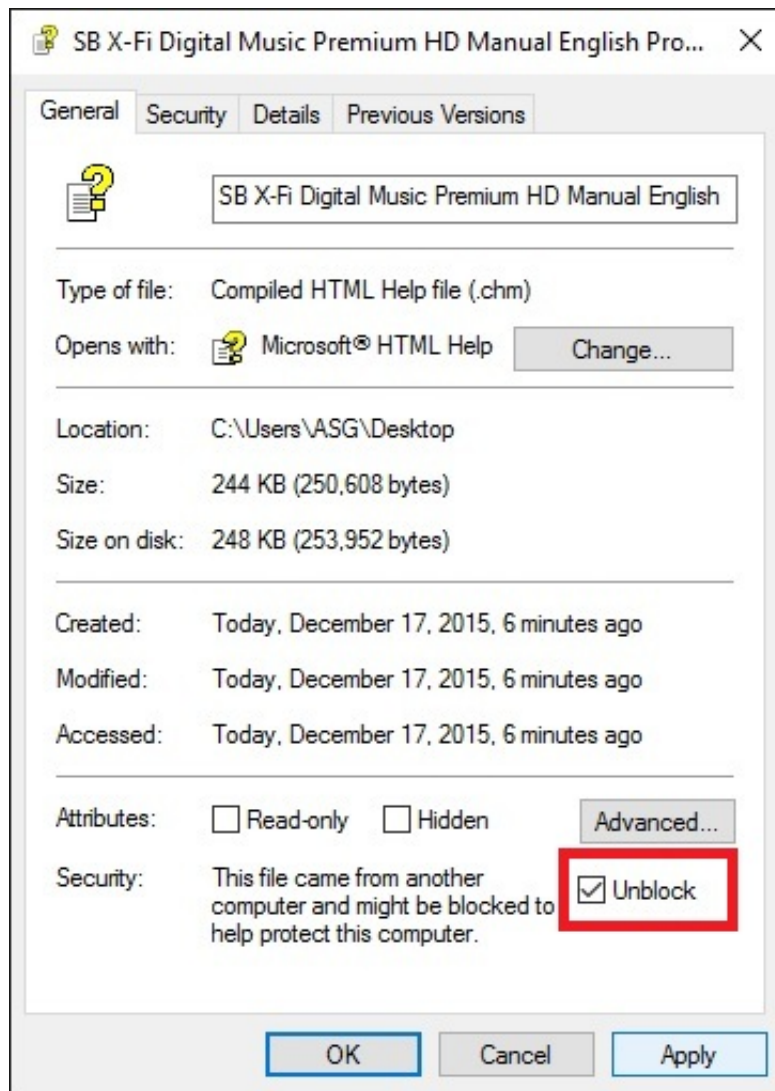 SB X-Fi Digital Music Premium HD Manual English Pro...
General Security Details Previous Versions
SB X-Fi Digital Music Premium HD Manual English
Type of file: Compiled HTML Help file (.chm)
Opens with: Microsoft® HTML Help Change...
Location: C:\Users\ASG\Desktop
Size: 244 KB (250,608 bytes)
Size on disk: 248 KB (253,952 bytes)
Created: Today, December 17, 2015, 6 minutes ago
Modified: Today, December 17, 2015, 6 minutes ago
Accessed: Today, December 17, 2015, 6 minutes ago
Attributes: Read-only Hidden Advanced...
Security: This file came from another
computer and might be blocked to
help protect this computer.
Unblock
OK Cancel Apply